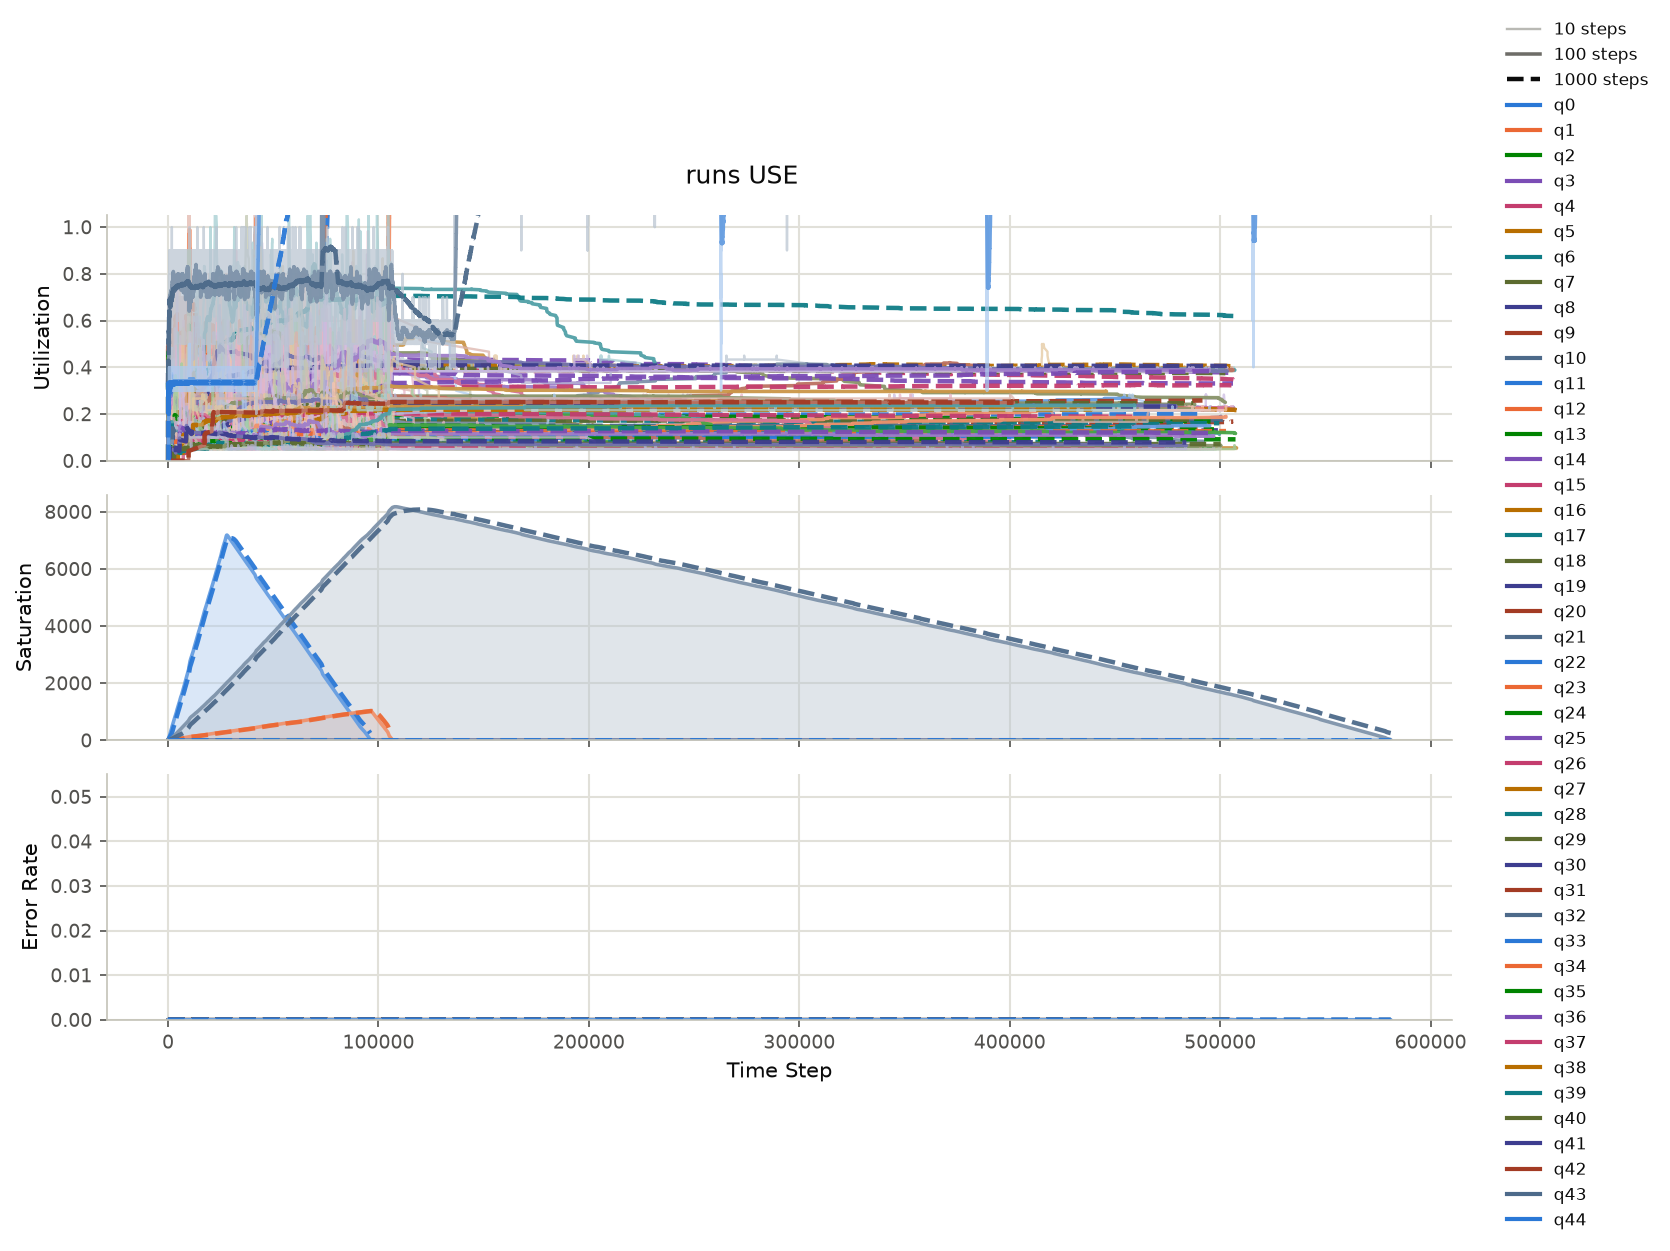 runs USE
Utilization
1.0
0.8
0.6
0.4
0.2
0.0
Saturation
8000
6000
4000
2000
0
Error Rate
0.05
0.04
0.03
0.02
0.01
0.00
0
100000
200000
300000
400000
500000
600000
Time Step
10 steps
100 steps
1000 steps
q0
q1
q2
q3
q4
q5
q6
q7
q8
q9
q10
q11
q12
q13
q14
q15
q16
q17
q18
q19
q20
q21
q22
q23
q24
q25
q26
q27
q28
q29
q30
q31
q32
q33
q34
q35
q36
q37
q38
q39
q40
q41
q42
q43
q44